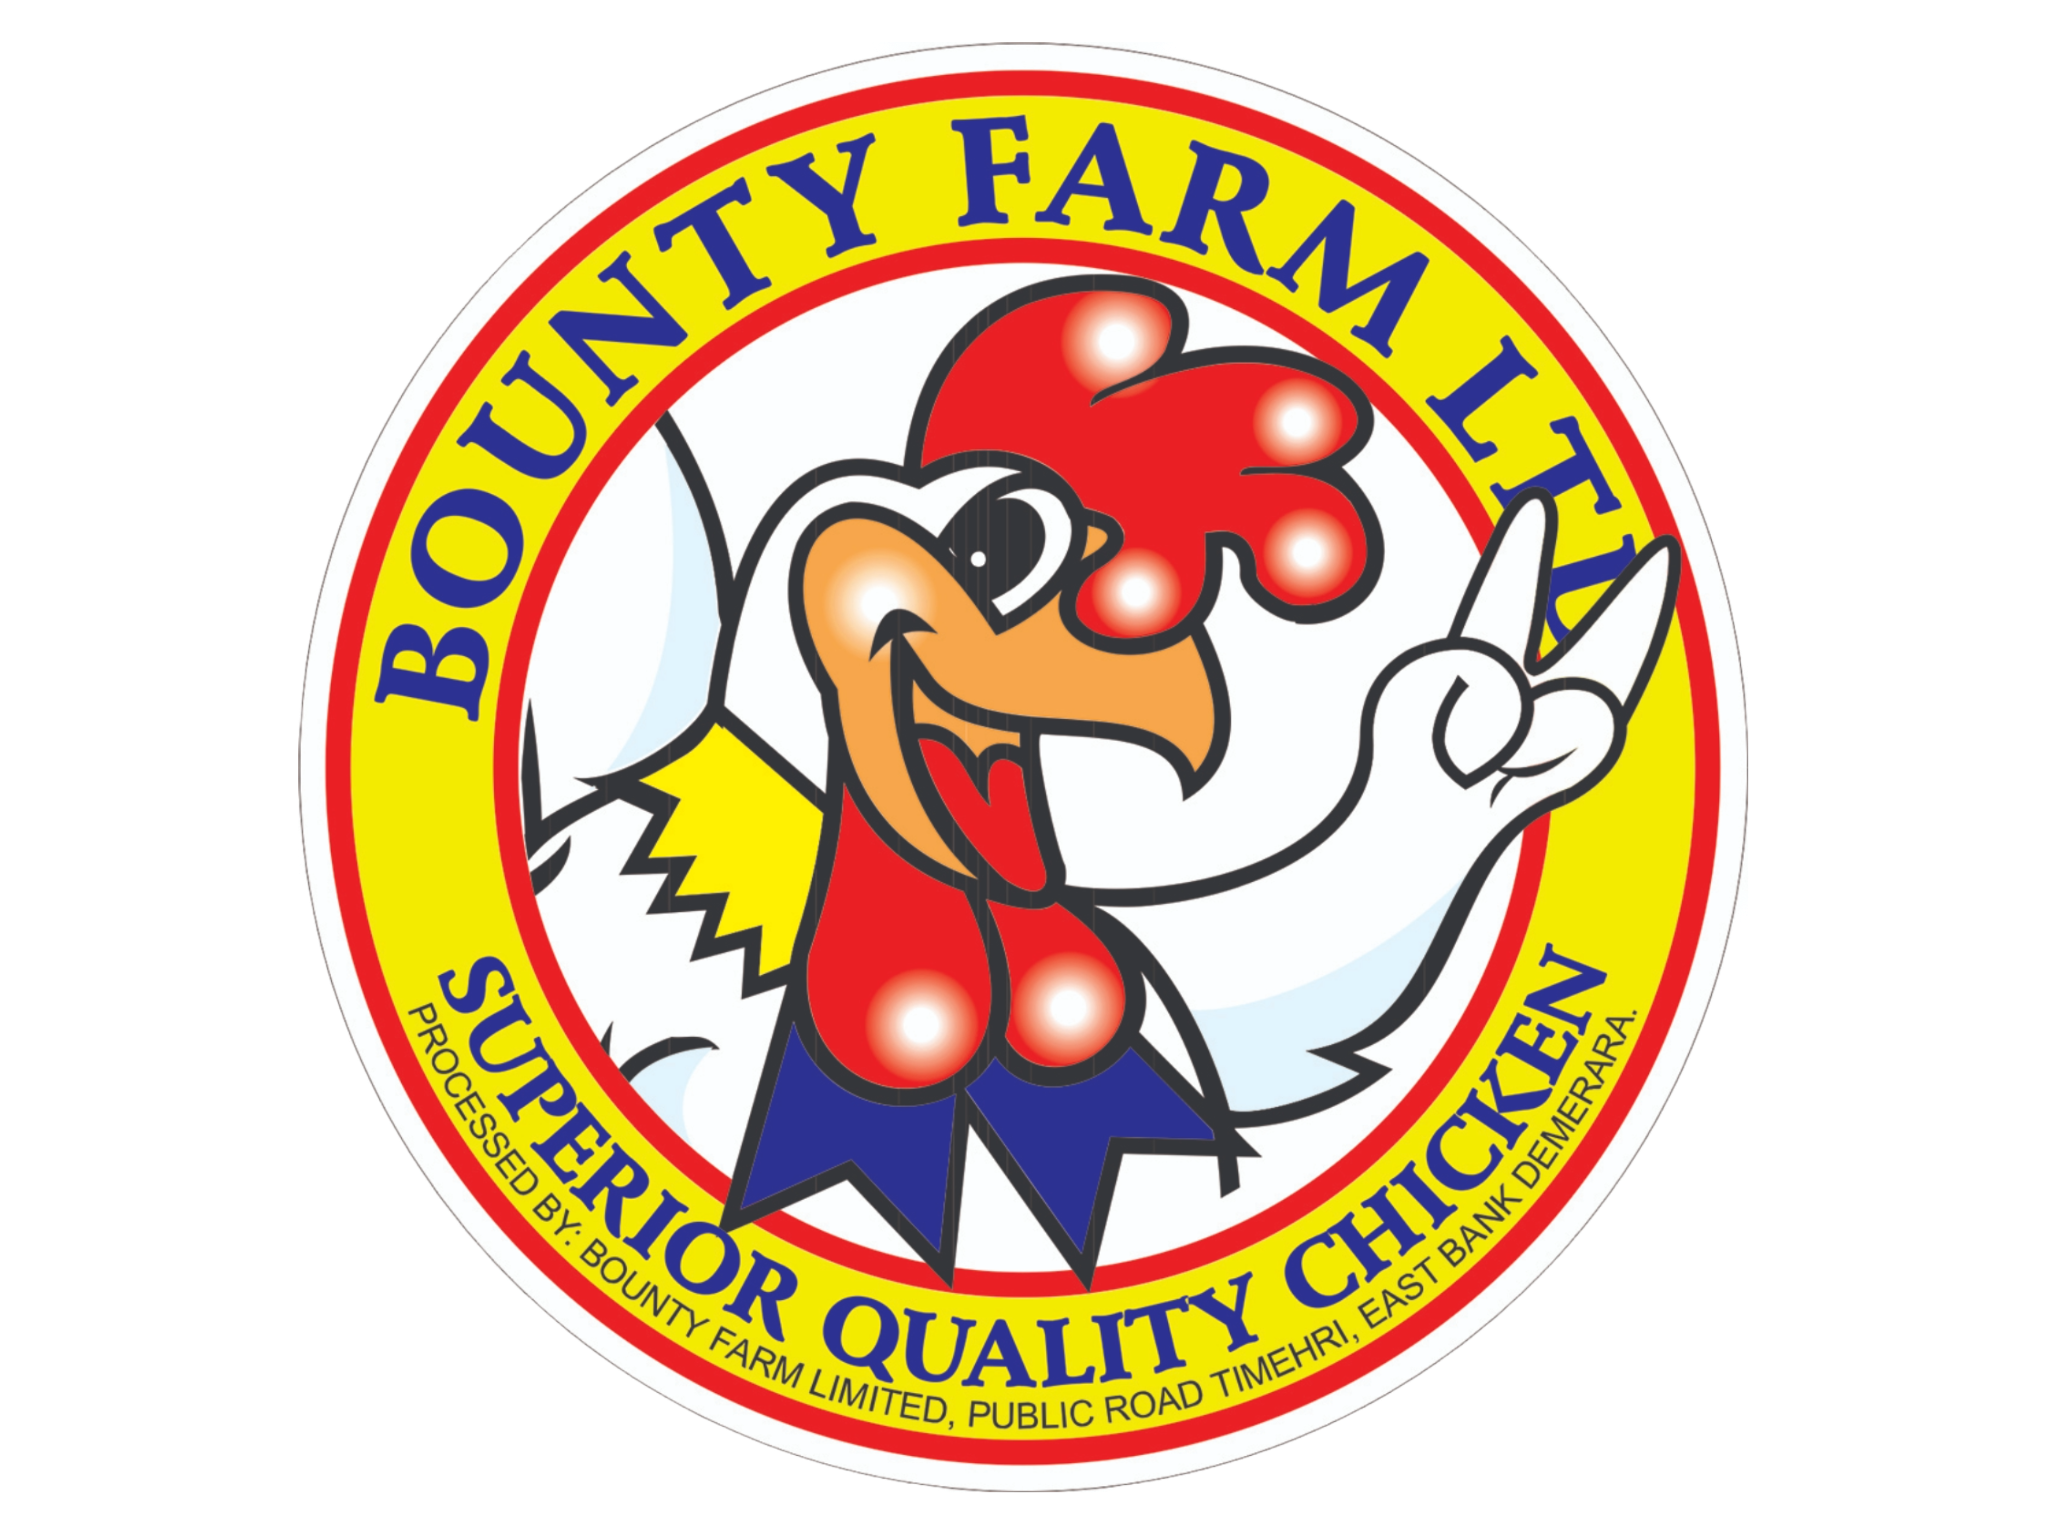 BOUNTY FARM LTD
SUPERIOR QUALITY CHICKEN
PROCESSED BY: BOUNTY FARM LIMITED, PUBLIC ROAD TIMEHRI, EAST BANK DEMERARA.